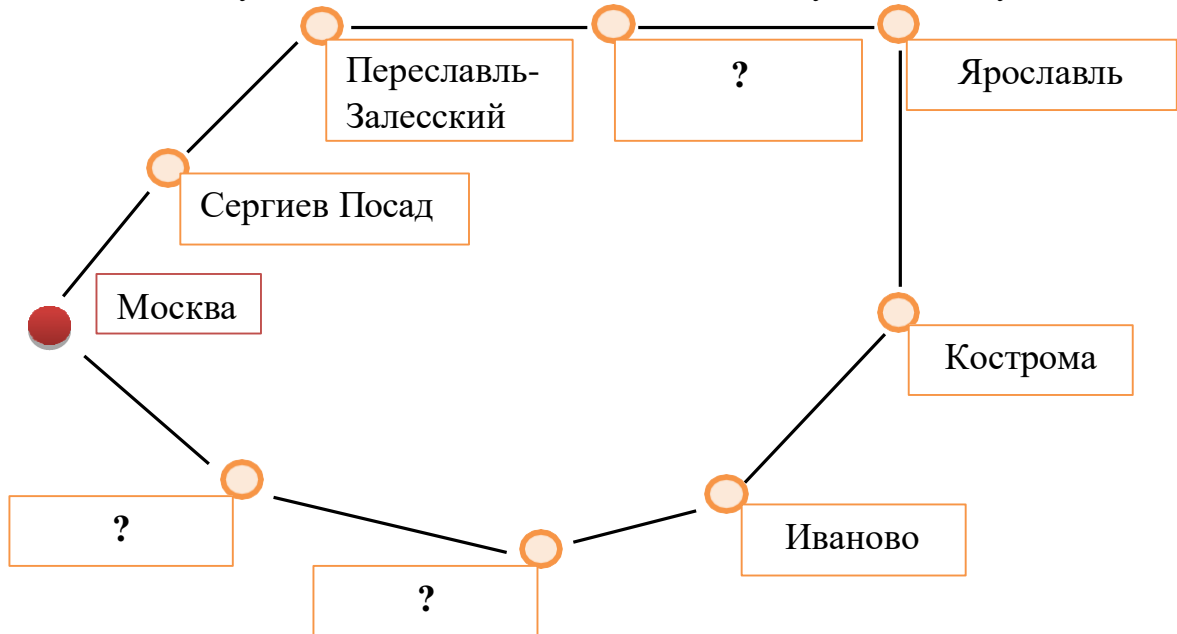 Переславль-
Залесский
?
Ярославль
Сергиев Посад
Москва
Кострома
?
Иваново
?